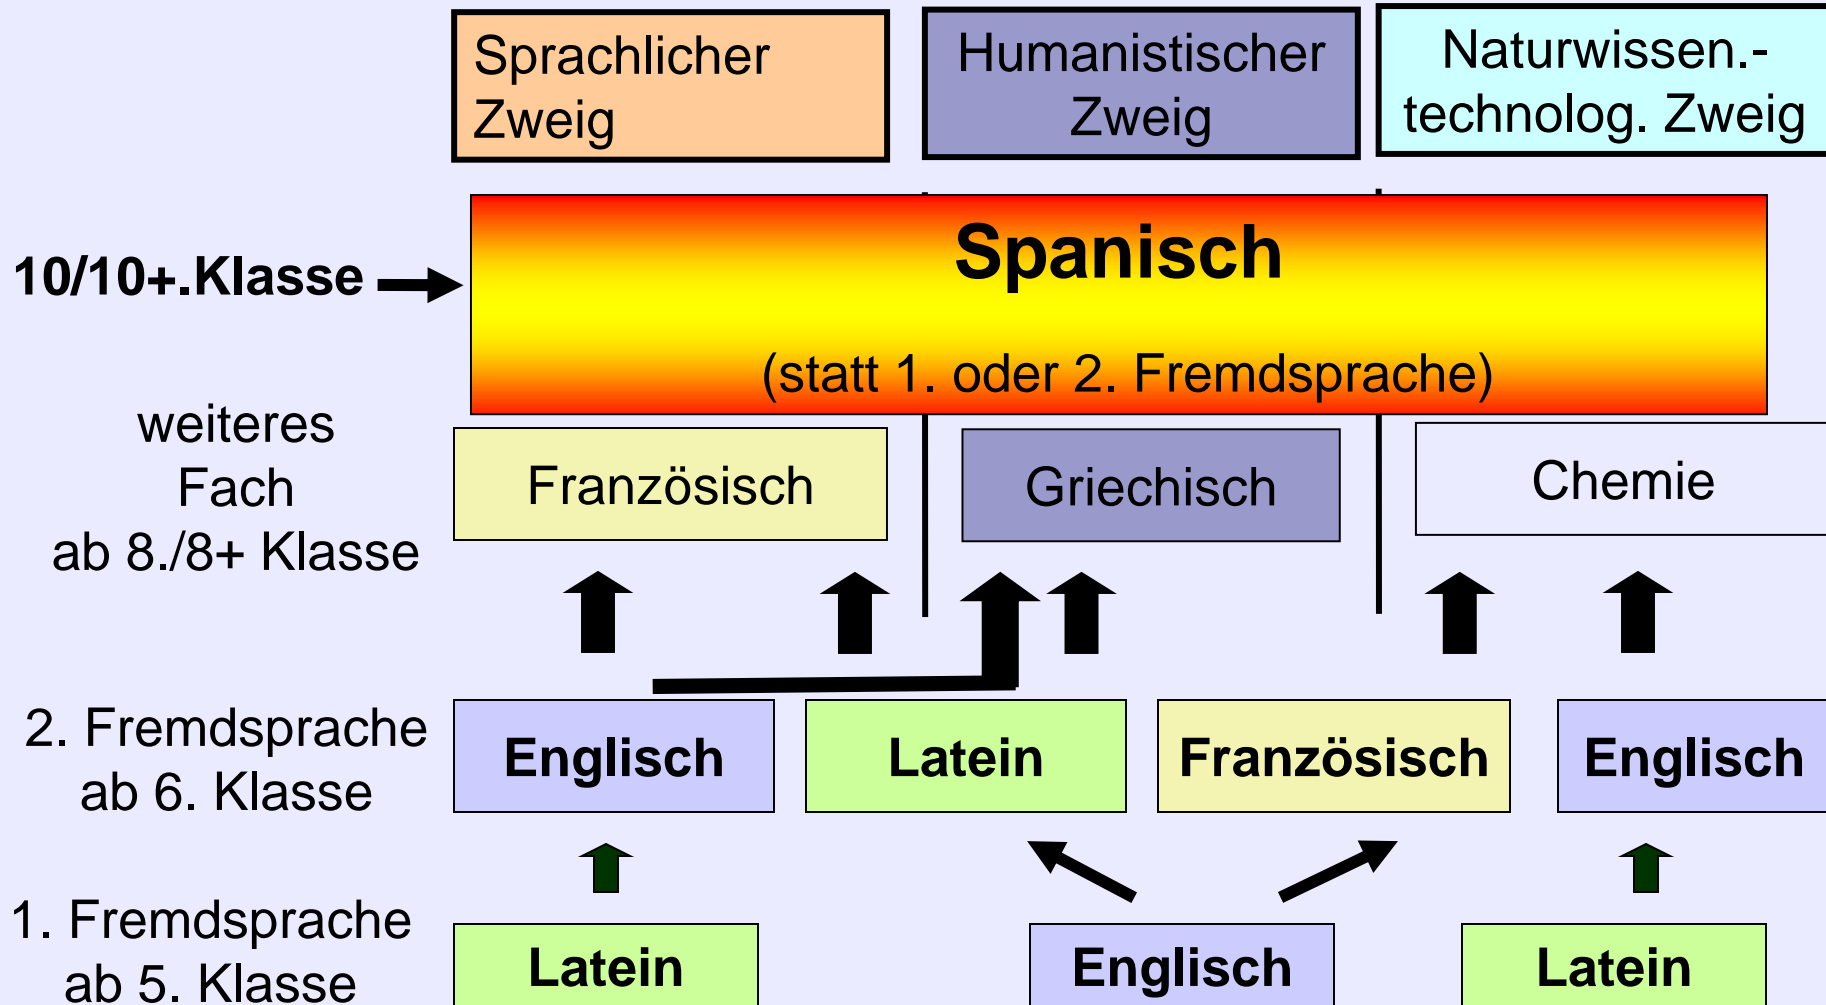 Sprachlicher
Zweig
Humanistischer
Zweig
Naturwissen.-
technolog. Zweig
10/10+.Klasse
Spanisch
(statt 1. oder 2. Fremdsprache)
weiteres
Fach
ab 8./8+ Klasse
Französisch
Griechisch
Chemie
2. Fremdsprache
ab 6. Klasse
Englisch
Latein
Französisch
Englisch
1. Fremdsprache
ab 5. Klasse
Latein
Englisch
Latein